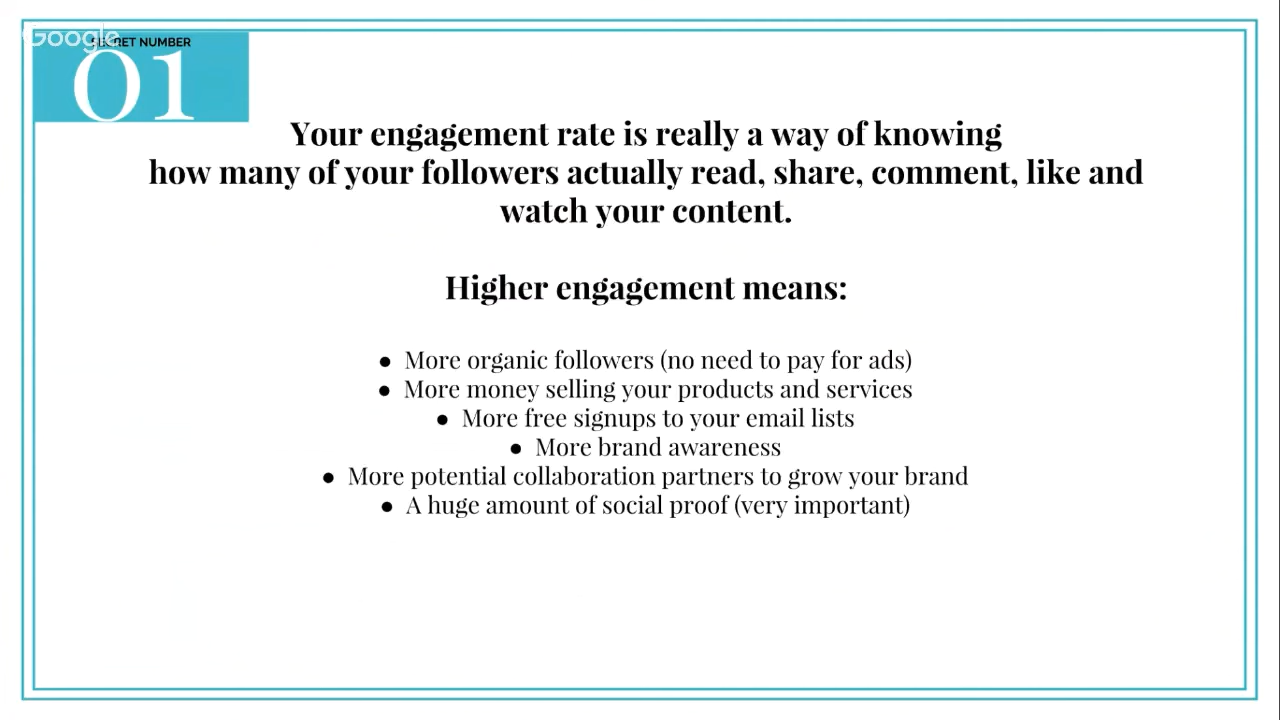 Google
SECRET NUMBER
01
Your engagement rate is really a way of knowing
how many of your followers actually read, share, comment, like and
watch your content.
Higher engagement means:
● More organic followers (no need to pay for ads)
● More money selling your products and services
● More free signups to your email lists
● More brand awareness
● More potential collaboration partners to grow your brand
● A huge amount of social proof (very important)